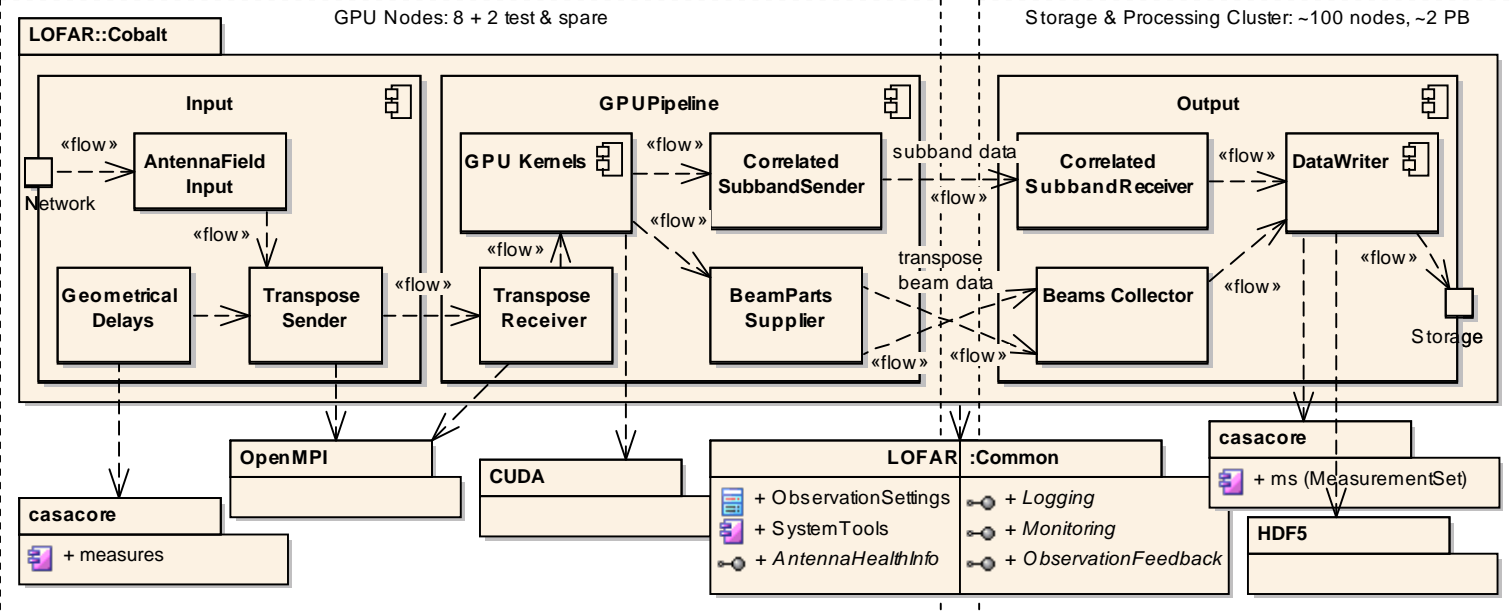 GPU Nodes: 8 + 2 test & spare
Storage & Processing Cluster: ~100 nodes, ~2 PB
LOFAR::Cobalt
Input
GPUPipeline
Output
«flow»
AntennaField
Input
Network
«flow»
Geometrical
Delays
Transpose
Sender
«flow»
GPU Kernels
«flow»
Correlated
SubbandSender
«flow»
«flow»
Transpose
Receiver
BeamParts
Supplier
subband data
«flow»
transpose
beam data
«flow»
«flow»
Correlated
SubbandReceiver
«flow»
DataWriter
Beams Collector
«flow»
«flow»
Storage
OpenMPI
CUDA
casacore
+ measures
LOFAR::Common
+ ObservationSettings
+ SystemTools
+ AntennaHealthInfo
+ Logging
+ Monitoring
+ ObservationFeedback
casacore
+ ms (MeasurementSet)
HDF5